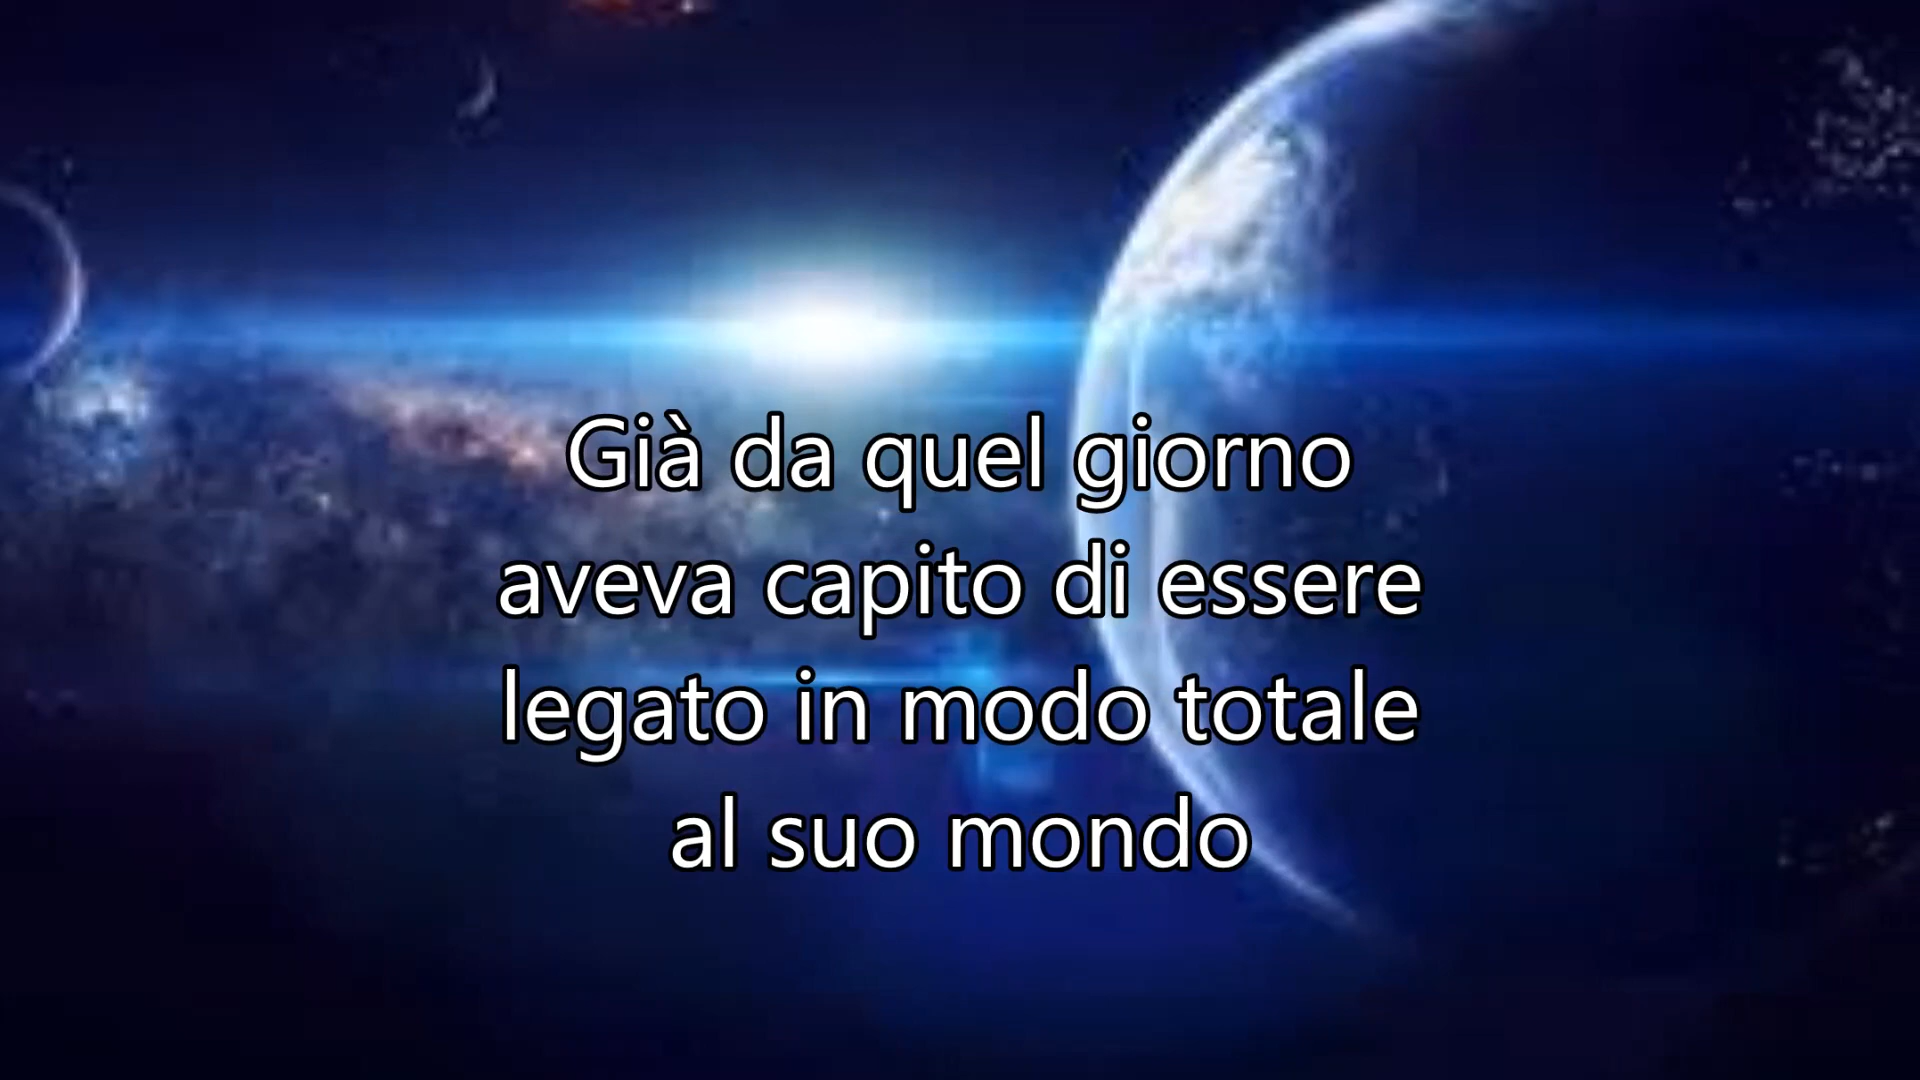 Già da quel giorno
aveva capito di essere
legato in modo totale
al suo mondo